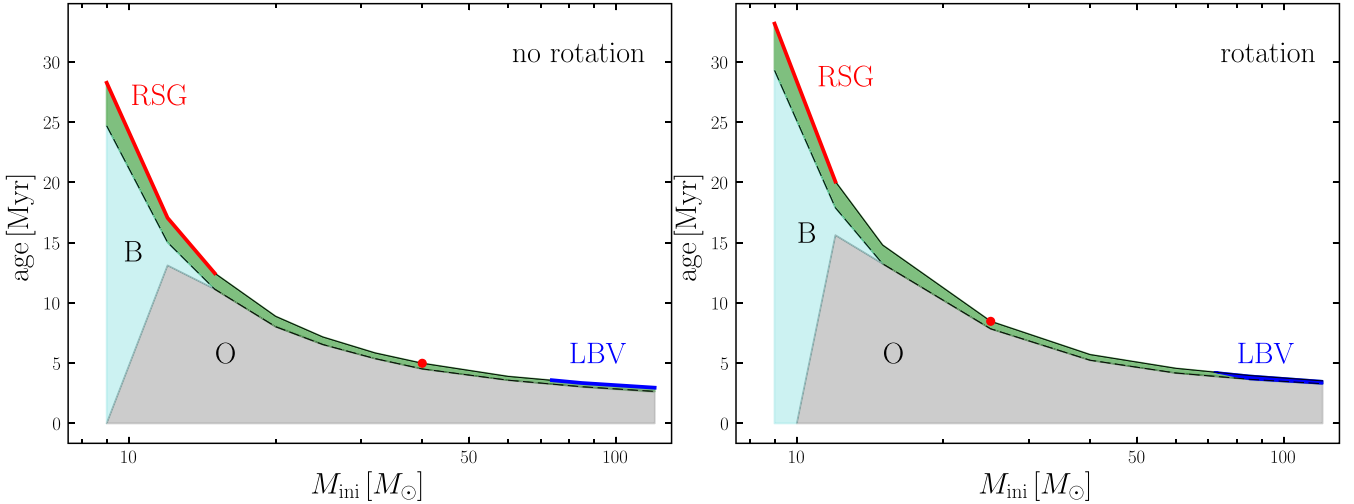 no rotation
RSG
B
O
LBV
age [Myr]
0
5
10
15
20
25
30
10
50
100
M_ini [M_⊙]
rotation
RSG
B
O
LBV
age [Myr]
0
5
10
15
20
25
30
10
50
100
M_ini [M_⊙]